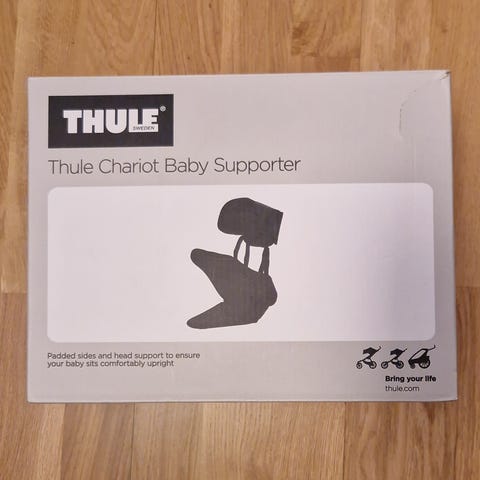 THULE®
SWEDEN
Thule Chariot Baby Supporter
Padded sides and head support to ensure
your baby sits comfortably upright
Bring your life
thule.com